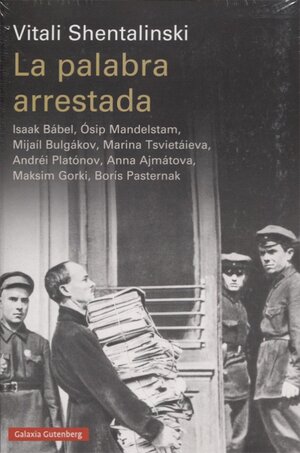 Vitali Shentalinski
La palabra
arrestada
Isaak Bábel, Ósip Mandelstam,
Mijaíl Bulgákov, Marina Tsvietáieva,
Andréi Platónov, Anna Ajmátova,
Maksim Gorki, Borís Pasternak
Galaxia Gutenberg